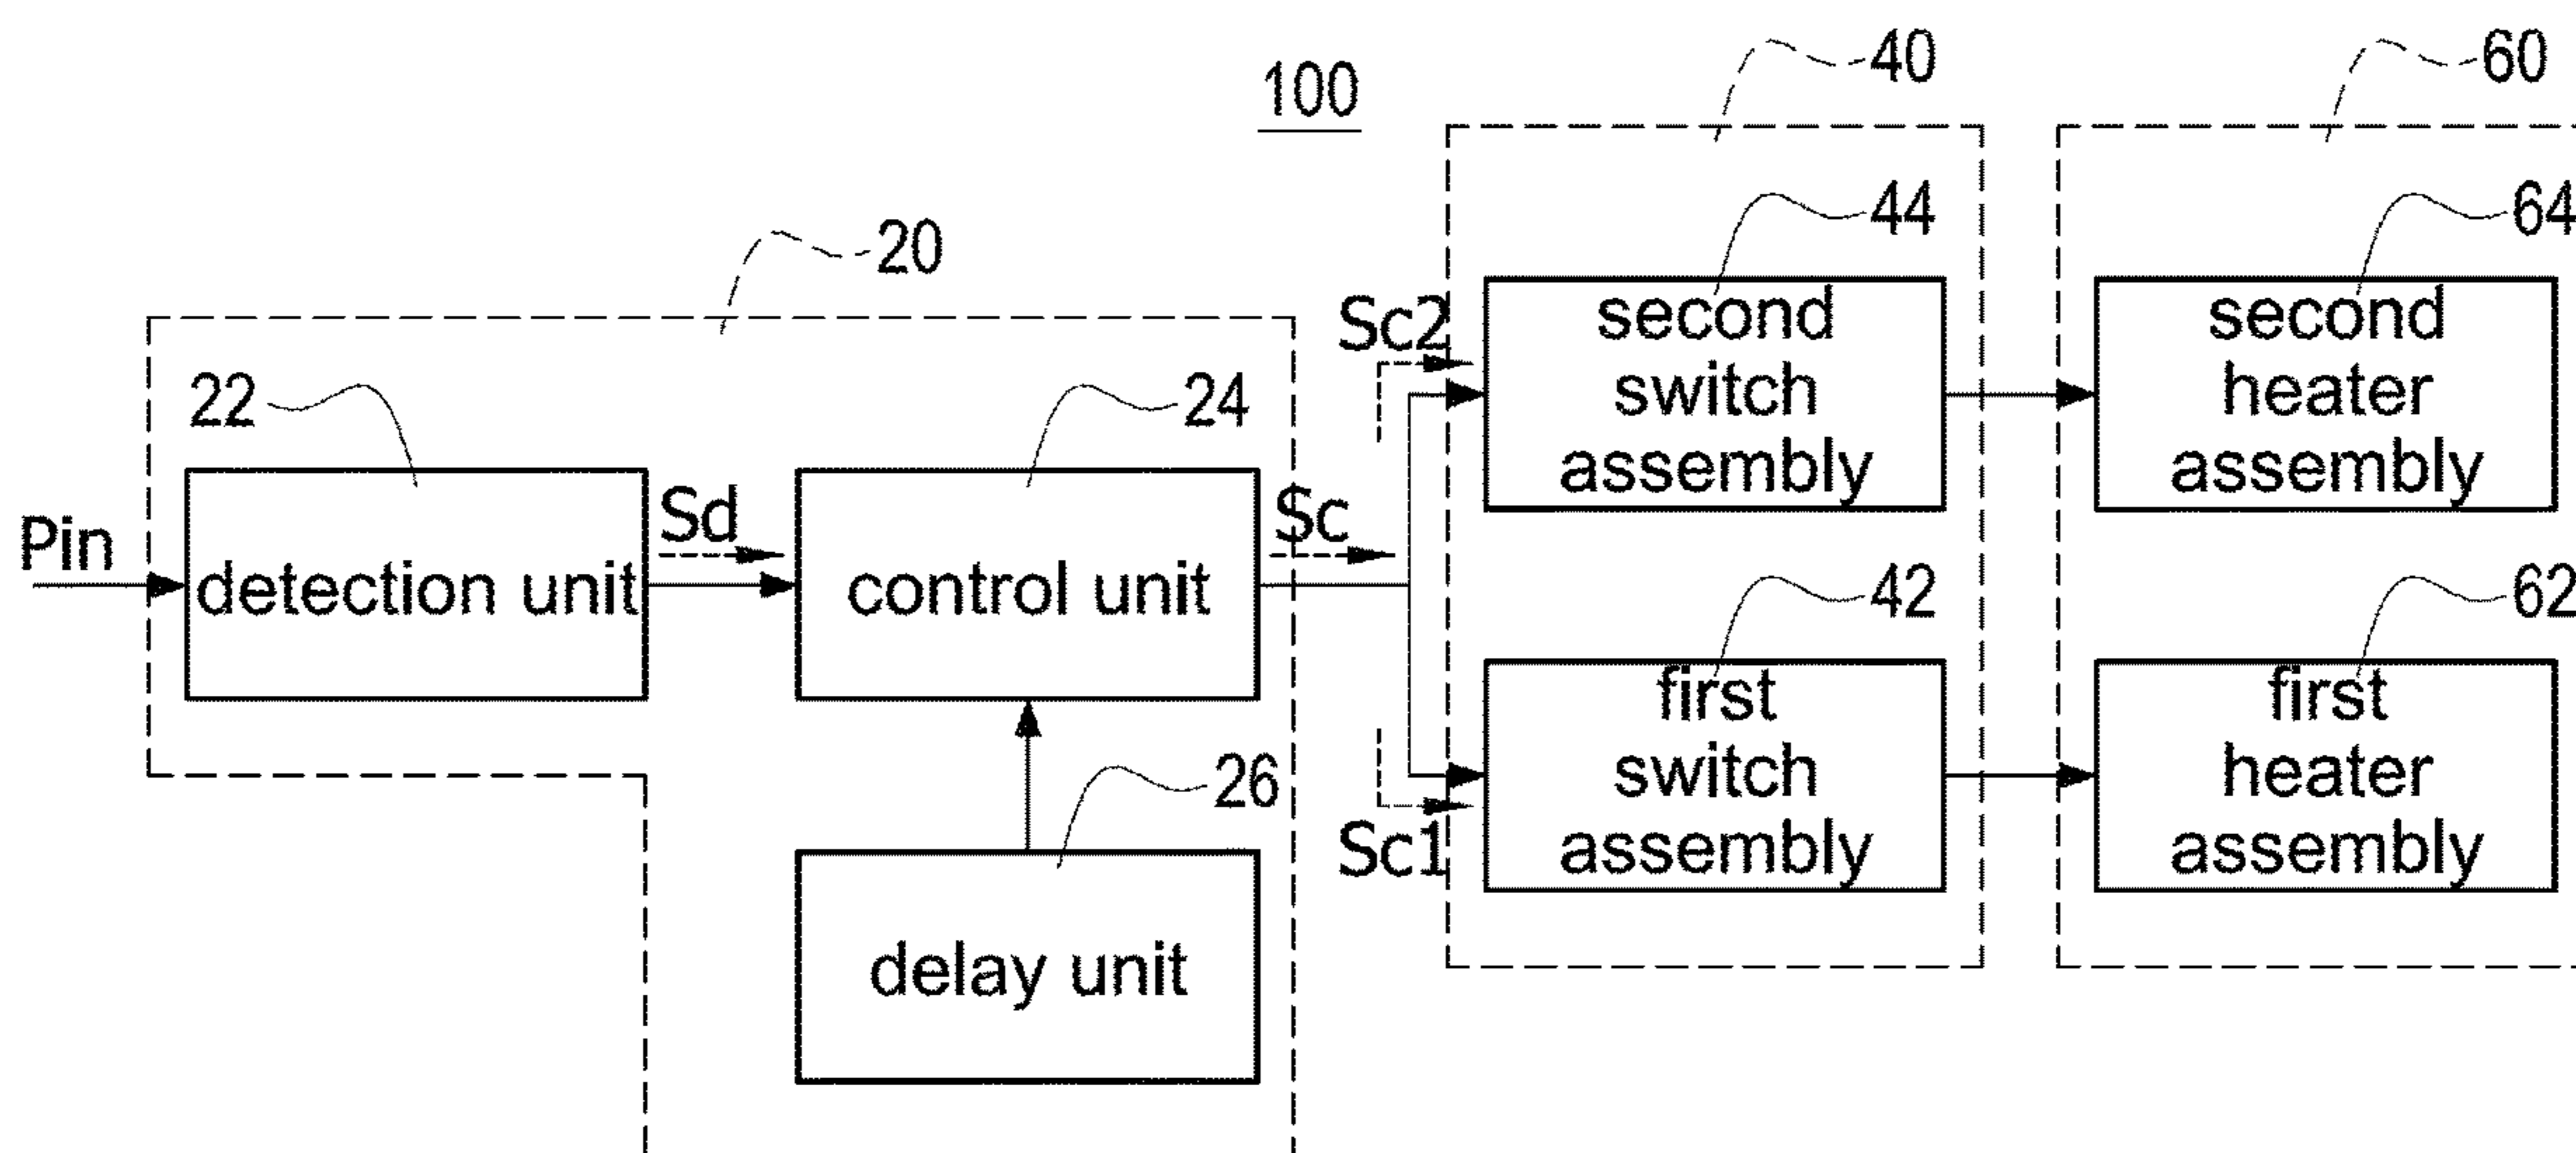 100
40
60
20
44
64
Sc2
second
switch
assembly
second
heater
assembly
22
24
Pin
Sd
Sc
detection unit
control unit
42
62
first
switch
assembly
first
heater
assembly
26
Sc1
delay unit